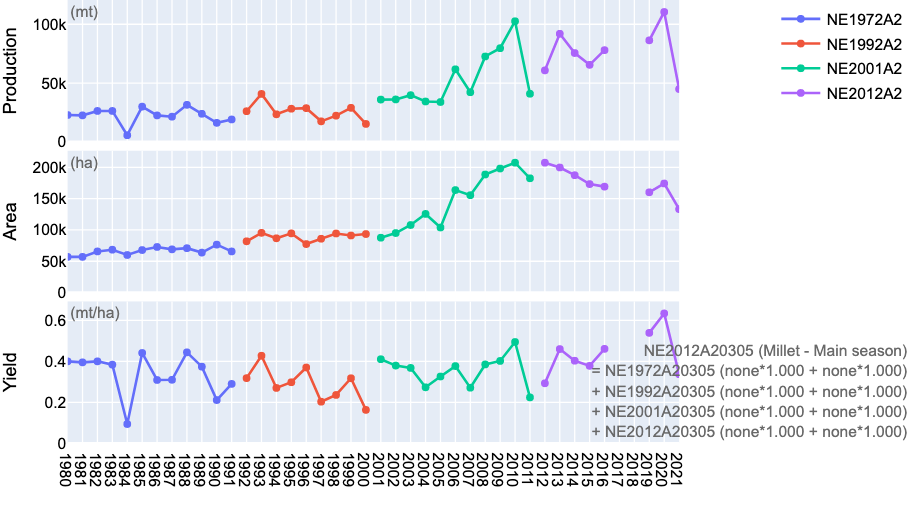 (mt)
Production
100k
50k
0
NE1972A2
NE1992A2
NE2001A2
NE2012A2
(ha)
Area
200k
150k
100k
50k
0
(mt/ha)
Yield
0.6
0.4
0.2
0
NE2012A20305 (Millet - Main season)
= NE1972A20305 (none*1.000 + none*1.000)
+ NE1992A20305 (none*1.000 + none*1.000)
+ NE2001A20305 (none*1.000 + none*1.000)
+ NE2012A20305 (none*1.000 + none*1.000)
1980
1981
1982
1983
1984
1985
1986
1987
1988
1989
1990
1991
1992
1993
1994
1995
1996
1997
1998
1999
2000
2001
2002
2003
2004
2005
2006
2007
2008
2009
2010
2011
2012
2013
2014
2015
2016
2017
2018
2019
2020
2021